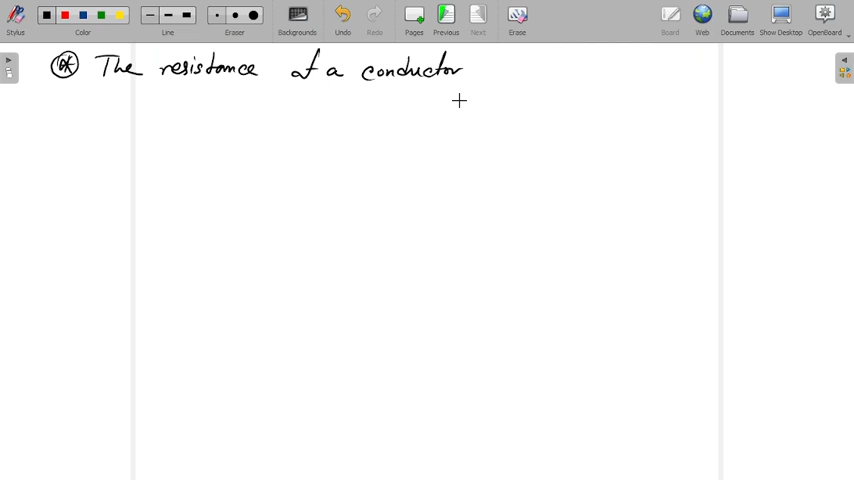 Stylus Color Line Eraser Backgrounds Undo Redo Pages Previous Next Erase Board Web Documents Show Desktop OpenBoard
The resistance of a conductor